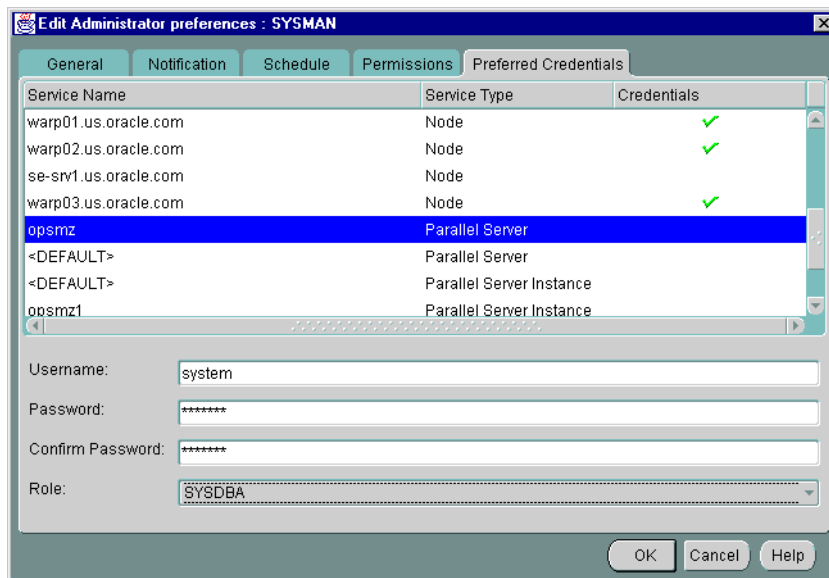 Edit Administrator preferences : SYSMAN
General Notification Schedule Permissions Preferred Credentials
Service Name Service Type Credentials
warp01.us.oracle.com Node
warp02.us.oracle.com Node
se-srv1.us.oracle.com Node
warp03.us.oracle.com Node
opsmz Parallel Server
<DEFAULT> Parallel Server
<DEFAULT> Parallel Server Instance
opsmz1 Parallel Server Instance
Username: system
Password: *******
Confirm Password: *******
Role: SYSDBA
OK Cancel Help